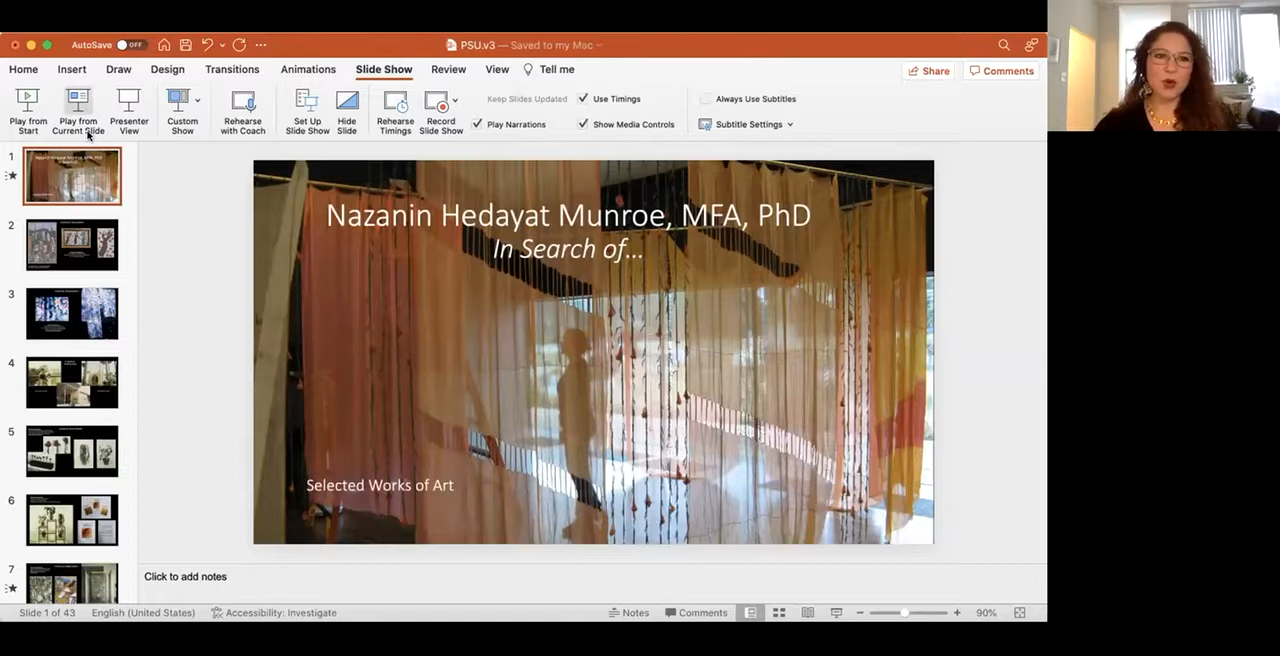 AutoSave OFF
PSU.v3 — Saved to my Mac
Home Insert Draw Design Transitions Animations Slide Show Review View Tell me
Share Comments
Play from Start
Play from Current Slide
Presenter View
Custom Show
Rehearse with Coach
Set Up Slide Show
Hide Slide
Rehearse Timings
Record Slide Show
Keep Slides Updated
Use Timings
Play Narrations
Show Media Controls
Always Use Subtitles
Subtitle Settings
1
2
3
4
5
6
7
Nazanin Hedayat Munroe, MFA, PhD
In Search of...
Selected Works of Art
Click to add notes
Slide 1 of 43 English (United States) Accessibility: Investigate Notes Comments 90%